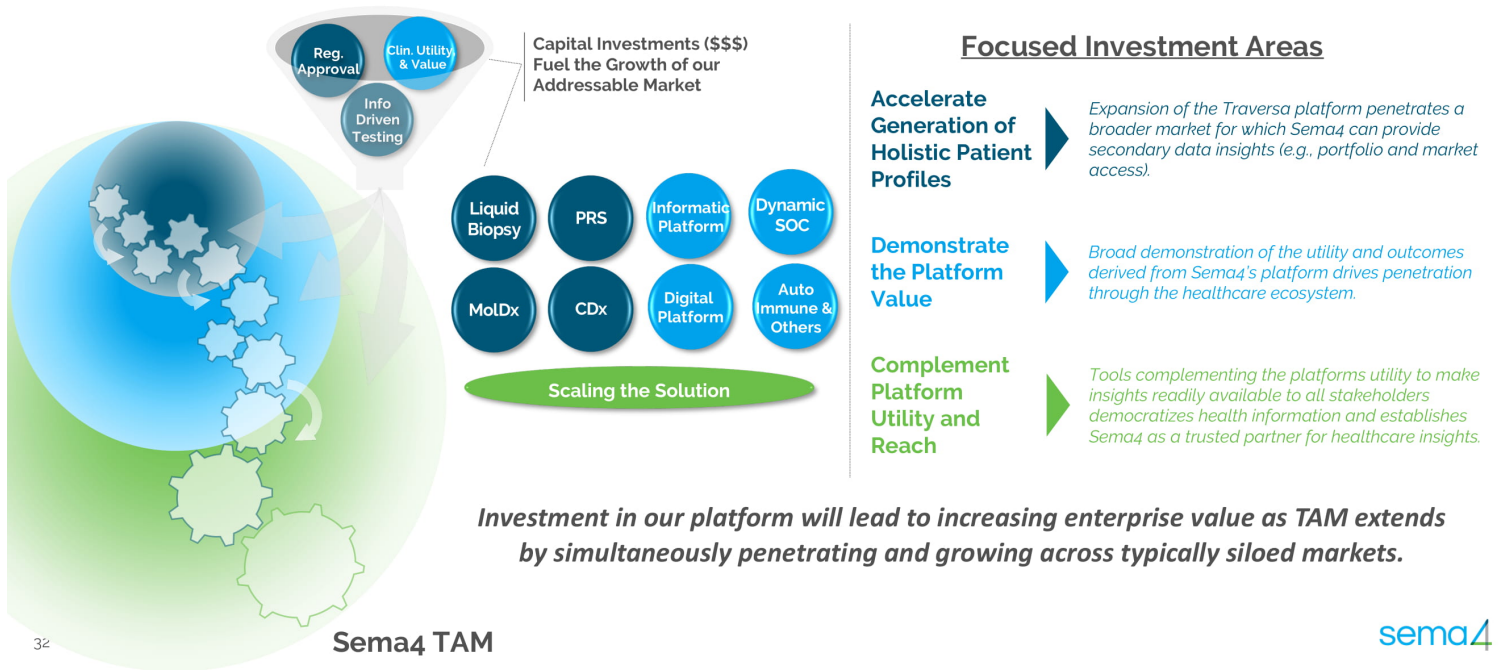 Reg.
Approval
Clin. Utility,
& Value
Info
Driven
Testing
Capital Investments ($$$)
Fuel the Growth of our
Addressable Market
Liquid
Biopsy
PRS
Informatic
Platform
Dynamic
SOC
MolDx
CDx
Digital
Platform
Auto
Immune &
Others
Scaling the Solution
Focused Investment Areas
Accelerate
Generation of
Holistic Patient
Profiles
Expansion of the Traversa platform penetrates a
broader market for which Sema4 can provide
secondary data insights (e.g., portfolio and market
access).
Demonstrate
the Platform
Value
Broad demonstration of the utility and outcomes
derived from Sema4's platform drives penetration
through the healthcare ecosystem.
Complement
Platform
Utility and
Reach
Tools complementing the platforms utility to make
insights readily available to all stakeholders
democratizes health information and establishes
Sema4 as a trusted partner for healthcare insights.
Investment in our platform will lead to increasing enterprise value as TAM extends
by simultaneously penetrating and growing across typically siloed markets.
32
Sema4 TAM
sema4